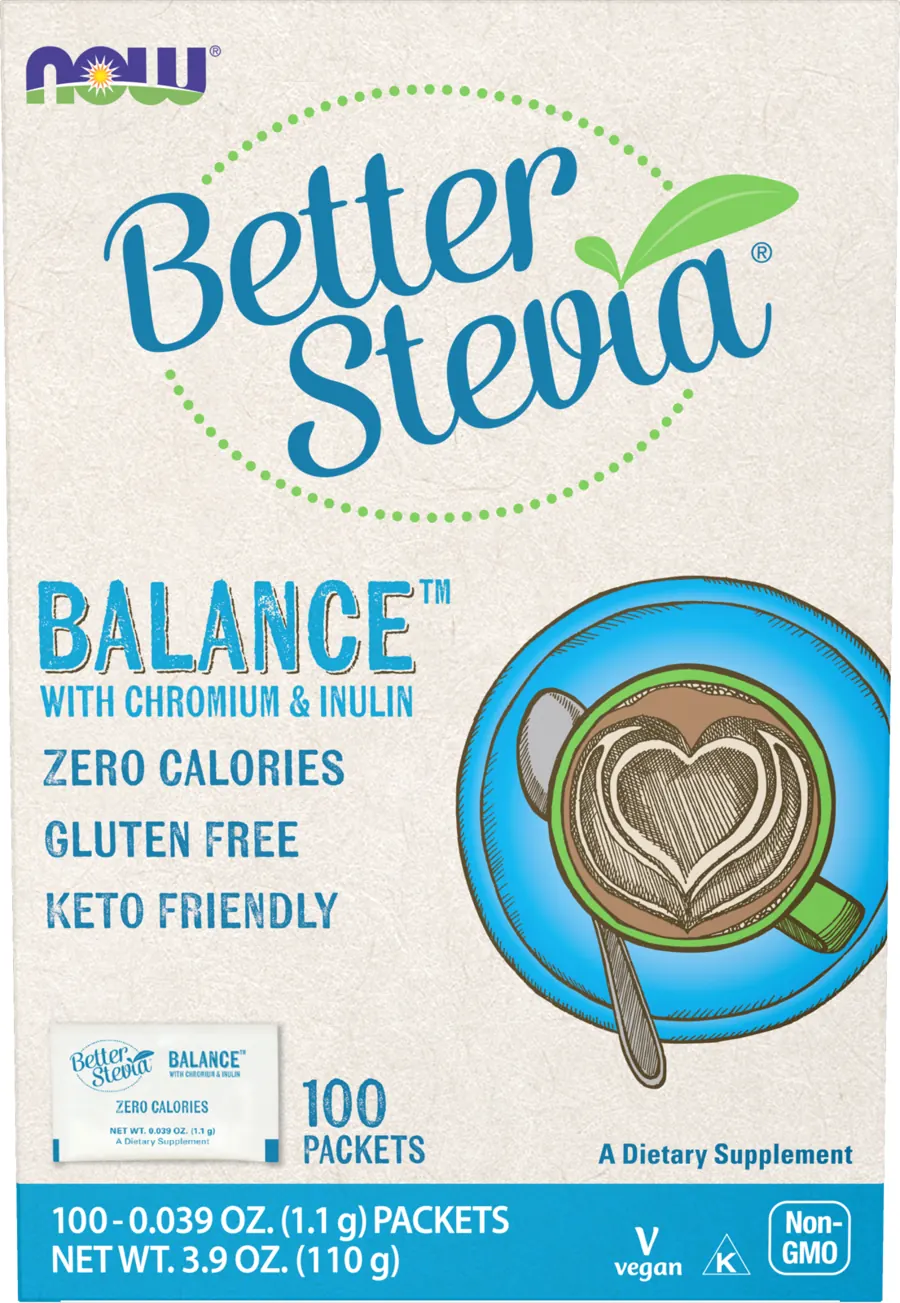 NOW®
Better
Stevia®
BALANCE™
WITH CHROMIUM & INULIN
ZERO CALORIES
GLUTEN FREE
KETO FRIENDLY
Better
Stevia
BALANCE™
WITH CHROMIUM & INULIN
ZERO CALORIES
NET WT. 0.039 OZ. (1.1 g)
A Dietary Supplement
100
PACKETS
A Dietary Supplement
100 - 0.039 OZ. (1.1 g) PACKETS
NET WT. 3.9 OZ. (110 g)
V
vegan
K
Non-
GMO